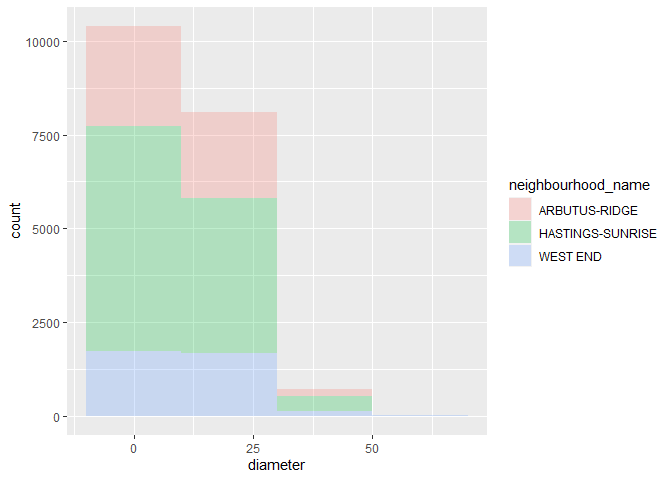 10000
7500
5000
2500
0
count
0
25
50
diameter
neighbourhood_name
ARBUTUS-RIDGE
HASTINGS-SUNRISE
WEST END